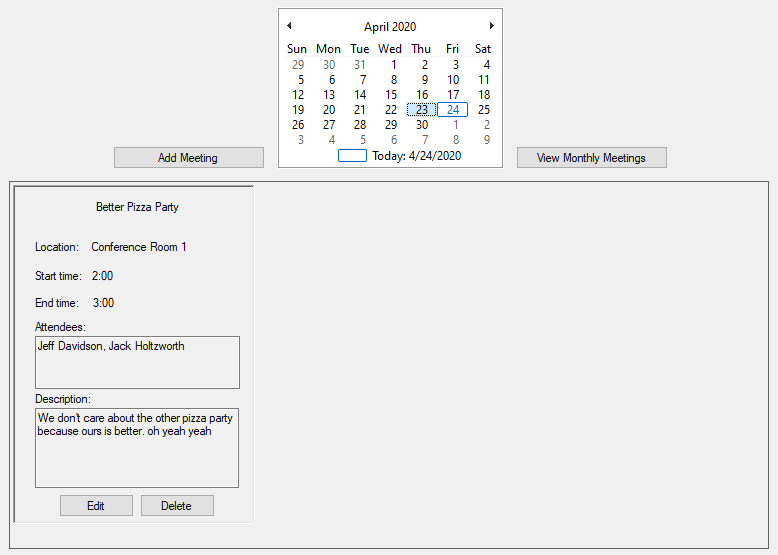 April 2020
Sun Mon Tue Wed Thu Fri Sat
29 30 31 1 2 3 4
5 6 7 8 9 10 11
12 13 14 15 16 17 18
19 20 21 22 23 24 25
26 27 28 29 30 1 2
3 4 5 6 7 8 9
Today: 4/24/2020
Add Meeting
View Monthly Meetings
Better Pizza Party
Location: Conference Room 1
Start time: 2:00
End time: 3:00
Attendees:
Jeff Davidson, Jack Holtzworth
Description:
We don't care about the other pizza party
because ours is better. oh yeah yeah
Edit Delete